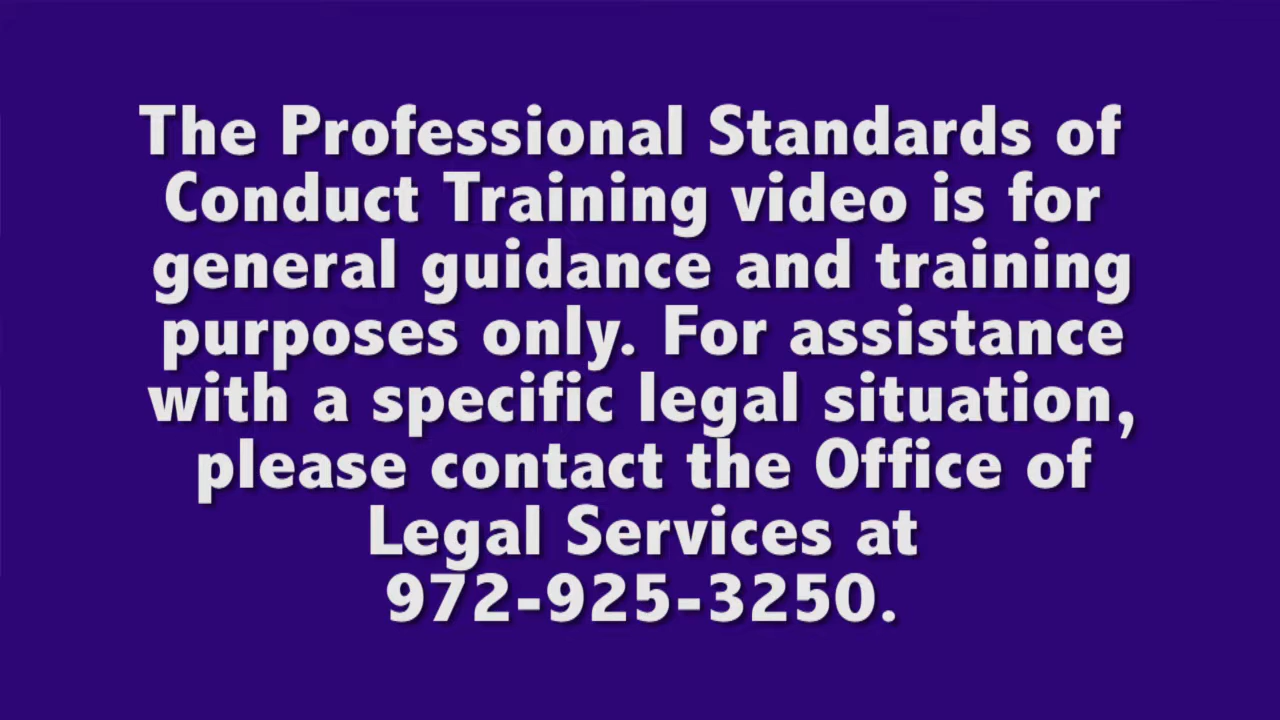 The Professional Standards of
Conduct Training video is for
general guidance and training
purposes only. For assistance
with a specific legal situation,
please contact the Office of
Legal Services at
972-925-3250.